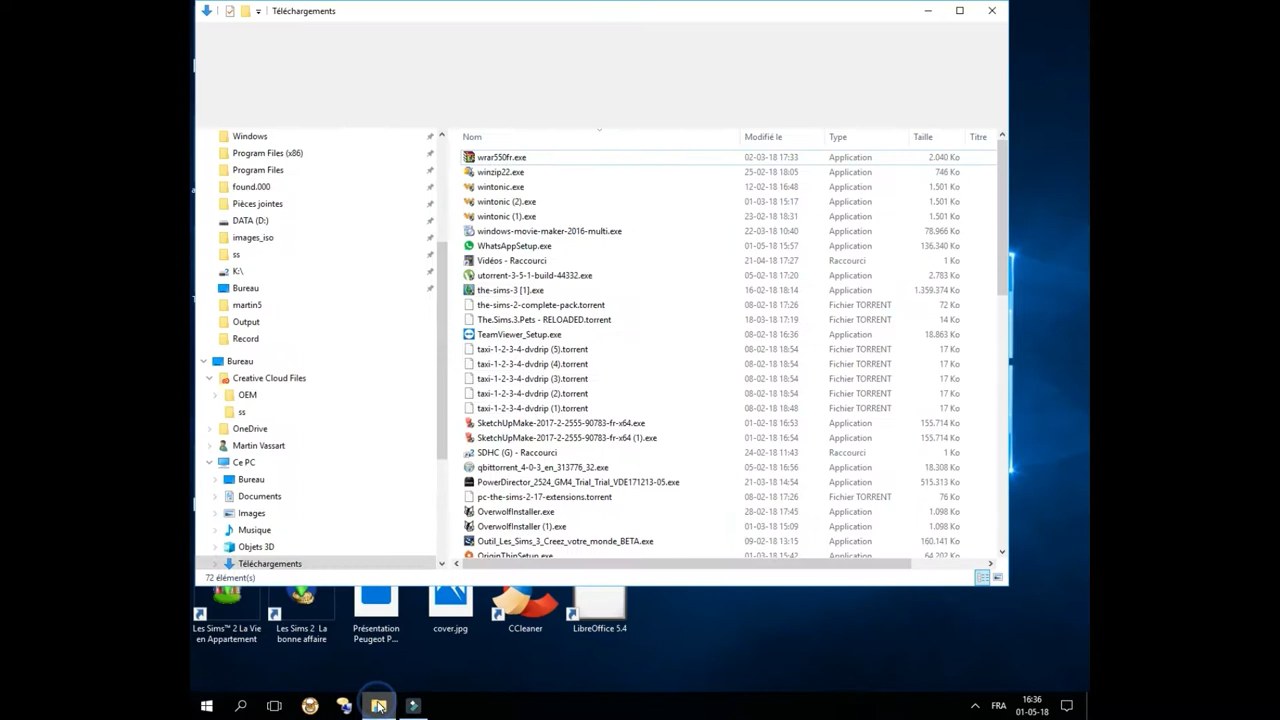 Téléchargements
Windows
Program Files (x86)
Program Files
found.000
Pièces jointes
DATA (D:)
images_iso
ss
K:\
Bureau
martin5
Output
Record
Bureau
Creative Cloud Files
OEM
ss
OneDrive
Martin Vassart
Ce PC
Bureau
Documents
Images
Musique
Objets 3D
Téléchargements
Nom Modifié le Type Taille Titre
wrar550fr.exe 02-03-18 17:33 Application 2.040 Ko
winzip22.exe 25-02-18 18:05 Application 746 Ko
wintonic.exe 12-02-18 16:48 Application 1.501 Ko
wintonic (2).exe 01-03-18 15:17 Application 1.501 Ko
wintonic (1).exe 23-02-18 18:31 Application 1.501 Ko
windows-movie-maker-2016-multi.exe 22-03-18 10:40 Application 78.966 Ko
WhatsAppSetup.exe 01-05-18 15:57 Application 136.340 Ko
Vidéos - Raccourci 21-04-18 17:27 Raccourci 1 Ko
utorrent-3-5-1-build-44332.exe 05-02-18 17:20 Application 2.783 Ko
the-sims-3 [1].exe 16-02-18 18:14 Application 1.359.374 Ko
the-sims-2-complete-pack.torrent 08-02-18 17:26 Fichier TORRENT 72 Ko
The.Sims.3.Pets - RELOADED.torrent 18-03-18 17:19 Fichier TORRENT 14 Ko
TeamViewer_Setup.exe 08-02-18 16:36 Application 18.863 Ko
taxi-1-2-3-4-dvdrip (5).torrent 08-02-18 18:54 Fichier TORRENT 17 Ko
taxi-1-2-3-4-dvdrip (4).torrent 08-02-18 18:54 Fichier TORRENT 17 Ko
taxi-1-2-3-4-dvdrip (3).torrent 08-02-18 18:54 Fichier TORRENT 17 Ko
taxi-1-2-3-4-dvdrip (2).torrent 08-02-18 18:54 Fichier TORRENT 17 Ko
taxi-1-2-3-4-dvdrip (1).torrent 08-02-18 18:48 Fichier TORRENT 17 Ko
SketchUpMake-2017-2-2555-90783-fr-x64.exe 01-02-18 16:53 Application 155.714 Ko
SketchUpMake-2017-2-2555-90783-fr-x64 (1).exe 01-02-18 16:54 Application 155.714 Ko
SDHC (G) - Raccourci 24-02-18 11:43 Raccourci 1 Ko
qbittorrent_4-0-3_en_313776_32.exe 05-02-18 16:56 Application 18.308 Ko
PowerDirector_2524_GM4_Trial_Trial_VDE171213-05.exe 21-03-18 14:54 Application 515.313 Ko
pc-the-sims-2-17-extensions.torrent 08-02-18 17:26 Fichier TORRENT 76 Ko
OverwolfInstaller.exe 28-02-18 17:45 Application 1.098 Ko
OverwolfInstaller (1).exe 01-03-18 15:09 Application 1.098 Ko
Outil_Les_Sims_3_Creez_votre_monde_BETA.exe 09-02-18 13:15 Application 160.141 Ko
OriginThinSetup.exe 01-03-18 15:42 Application 64.202 Ko
72 élément(s)
Les Sims™ 2 La Vie en Appartement
Les Sims 2 La bonne affaire
Présentation Peugeot P...
cover.jpg
CCleaner
LibreOffice 5.4
FRA
16:36
01-05-18